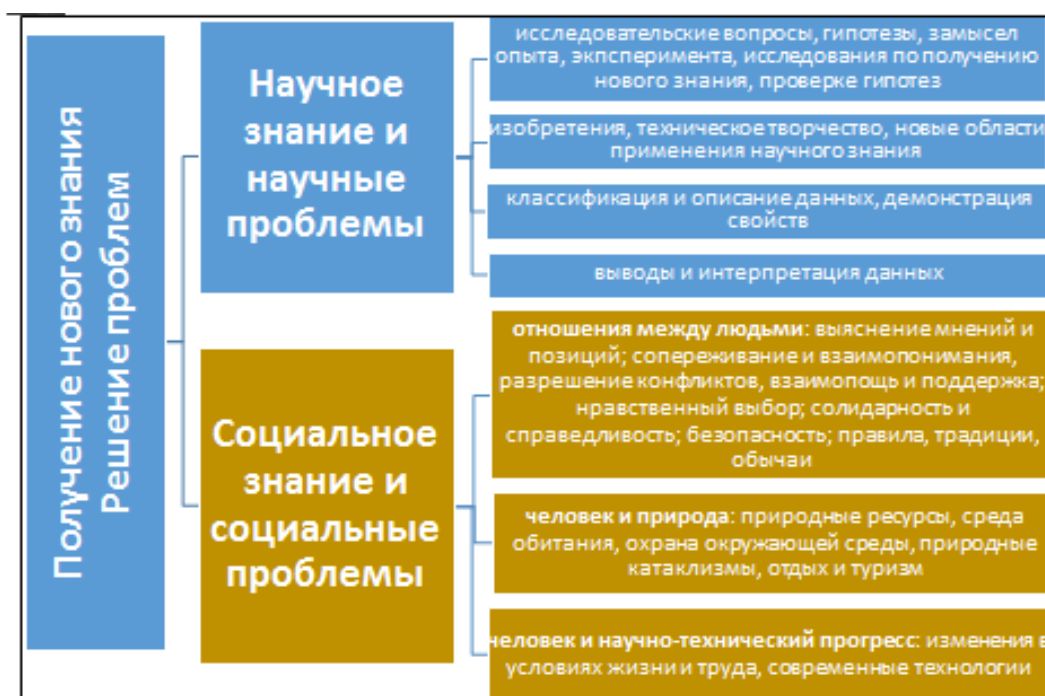 Получение нового знания
Решение проблем
Научное
знание и
научные
проблемы
исследовательские вопросы, гипотезы, замысел
опыта, экпсперимента, исследования по получению
нового знания, проверке гипотез
изобретения, техническое творчество, новые области
применения научного знания
классификация и описание данных, демонстрация
свойств
выводы и интерпретация данных
Социальное
знание и
социальные
проблемы
отношения между людьми: выяснение мнений и
позиций; сопереживание и взаимопонимания,
разрешение конфликтов, взаимопощь и поддержка;
нравственный выбор; солидарность и
справедливость; безопасность; правила, традиции,
обычаи
человек и природа: природные ресурсы, среда
обитания, охрана окружающей среды, природные
катаклизмы, отдых и туризм
человек и научно-технический прогресс: изменения в
условиях жизни и труда, современные технологии